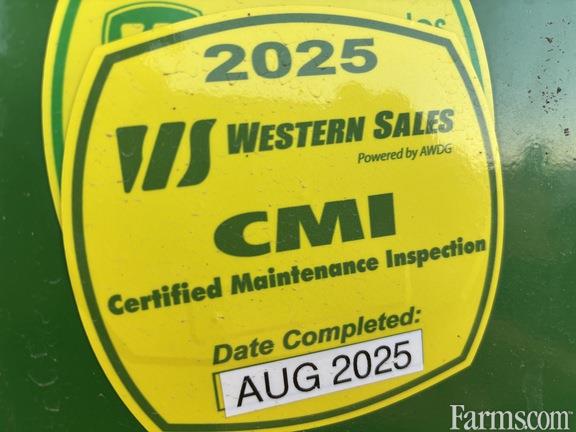 2025
WESTERN SALES
Powered by AWDG
CMI
Certified Maintenance Inspection
Date Completed:
AUG 2025
Farms.com